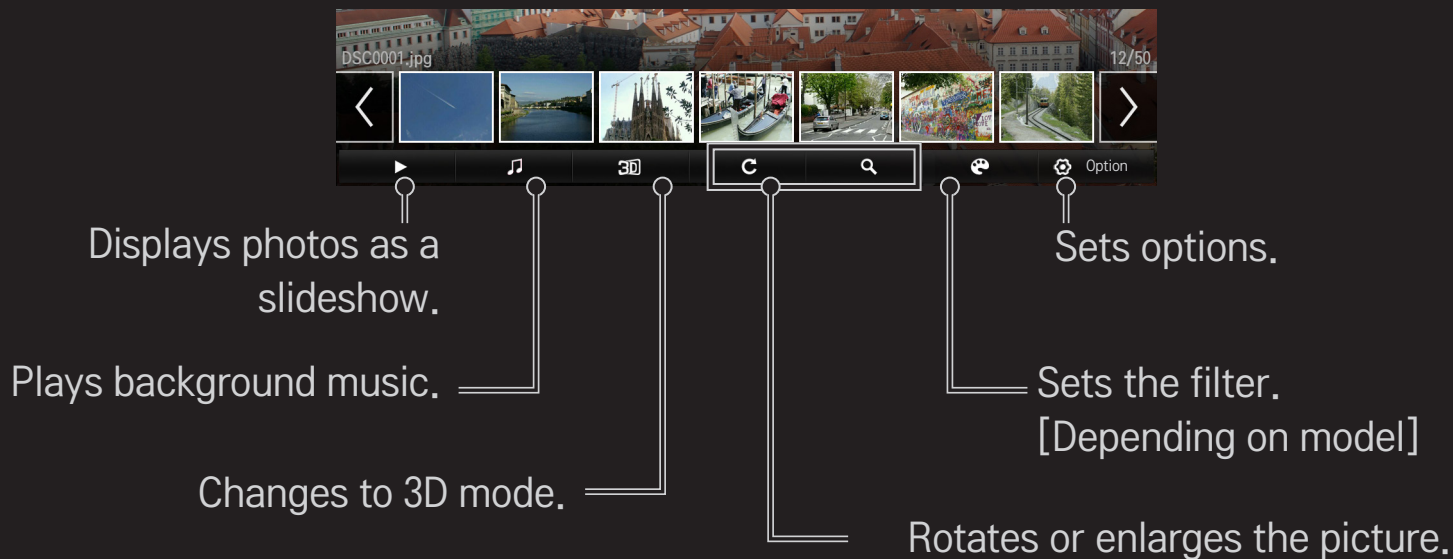 DSC0001.jpg
12/50
3D
Option
Displays photos as a
slideshow.
Sets options.
Plays background music.
Sets the filter.
[Depending on model]
Changes to 3D mode.
Rotates or enlarges the picture.